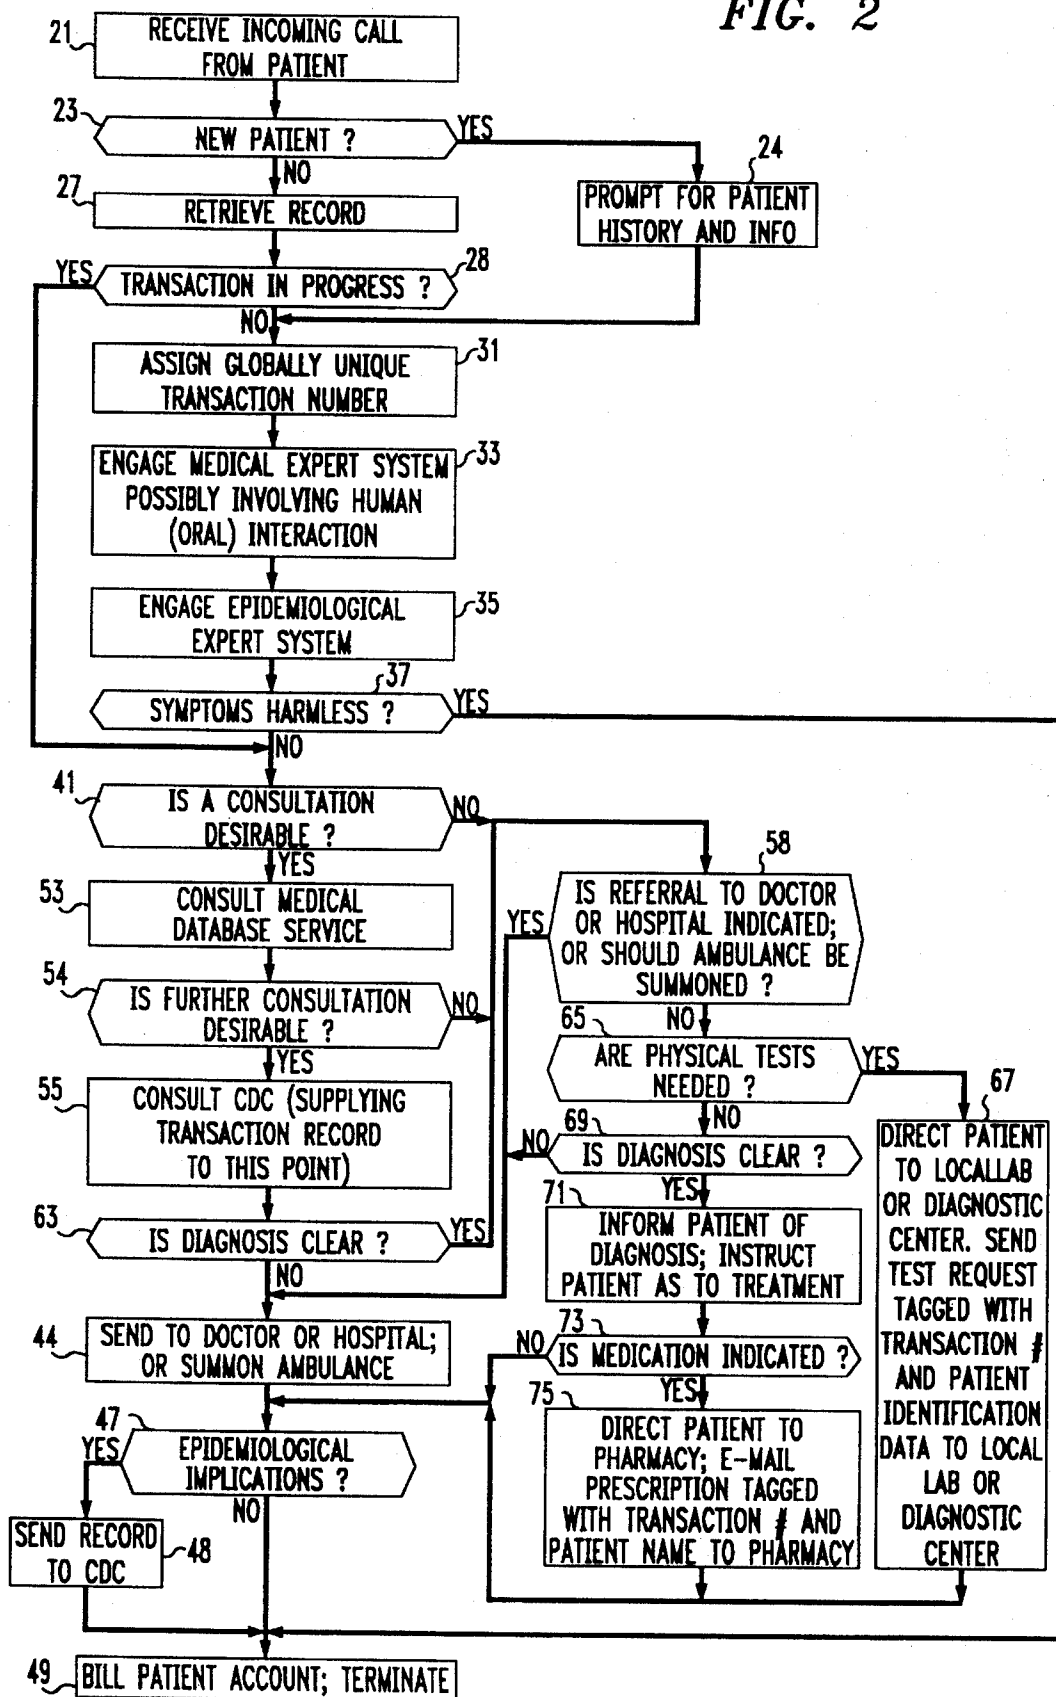 FIG. 2
21
RECEIVE INCOMING CALL
FROM PATIENT
23
NEW PATIENT ?
YES
NO
24
PROMPT FOR PATIENT
HISTORY AND INFO
27
RETRIEVE RECORD
28
YES
TRANSACTION IN PROGRESS ?
NO
31
ASSIGN GLOBALLY UNIQUE
TRANSACTION NUMBER
33
ENGAGE MEDICAL EXPERT SYSTEM
POSSIBLY INVOLVING HUMAN
(ORAL) INTERACTION
35
ENGAGE EPIDEMIOLOGICAL
EXPERT SYSTEM
37
SYMPTOMS HARMLESS ?
YES
NO
41
IS A CONSULTATION
DESIRABLE ?
NO
YES
53
CONSULT MEDICAL
DATABASE SERVICE
54
IS FURTHER CONSULTATION
DESIRABLE ?
NO
YES
55
CONSULT CDC (SUPPLYING
TRANSACTION RECORD
TO THIS POINT)
63
IS DIAGNOSIS CLEAR ?
YES
NO
44
SEND TO DOCTOR OR HOSPITAL;
OR SUMMON AMBULANCE
47
YES
EPIDEMIOLOGICAL
IMPLICATIONS ?
NO
SEND RECORD
TO CDC
48
49
BILL PATIENT ACCOUNT; TERMINATE
58
IS REFERRAL TO DOCTOR
OR HOSPITAL INDICATED;
OR SHOULD AMBULANCE BE
SUMMONED ?
YES
NO
65
ARE PHYSICAL TESTS
NEEDED ?
YES
NO
69
NO
IS DIAGNOSIS CLEAR ?
YES
71
INFORM PATIENT OF
DIAGNOSIS; INSTRUCT
PATIENT AS TO TREATMENT
73
NO
IS MEDICATION INDICATED ?
YES
75
DIRECT PATIENT TO
PHARMACY; E-MAIL
PRESCRIPTION TAGGED
WITH TRANSACTION # AND
PATIENT NAME TO PHARMACY
67
DIRECT PATIENT
TO LOCALLAB
OR DIAGNOSTIC
CENTER. SEND
TEST REQUEST
TAGGED WITH
TRANSACTION #
AND PATIENT
IDENTIFICATION
DATA TO LOCAL
LAB OR
DIAGNOSTIC
CENTER